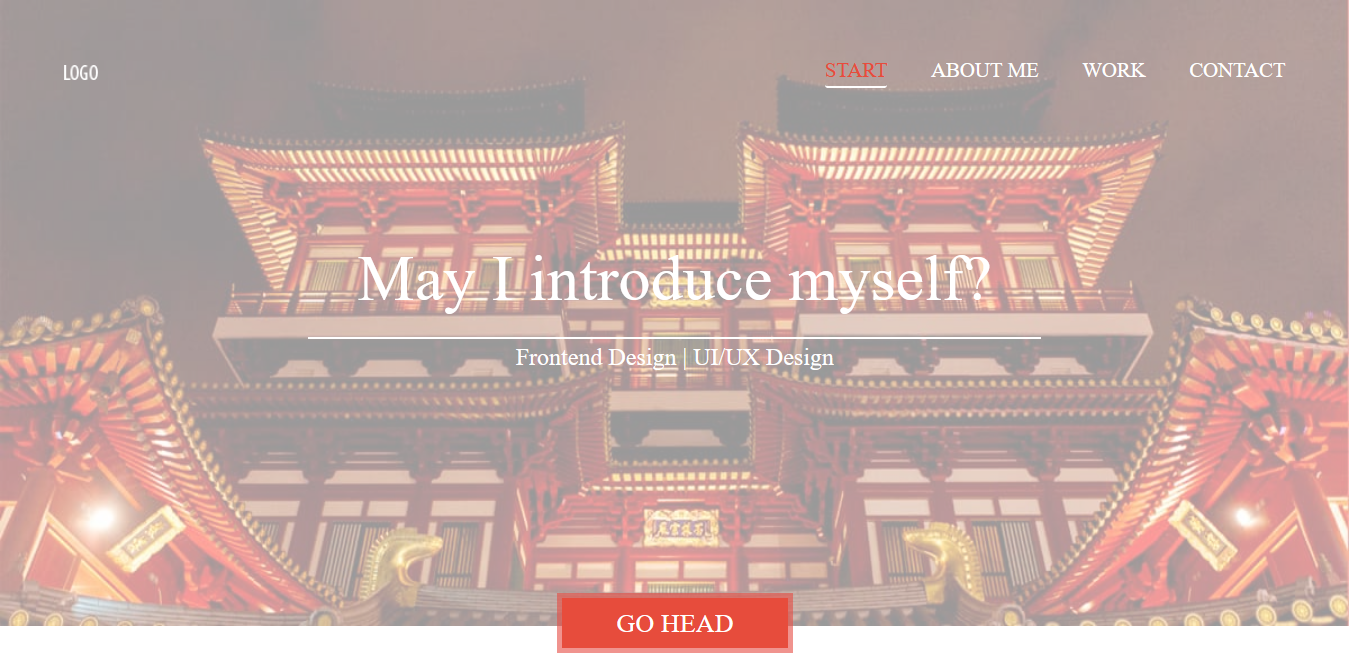 LOGO
START ABOUT ME WORK CONTACT
May I introduce myself?
Frontend Design | UI/UX Design
GO HEAD